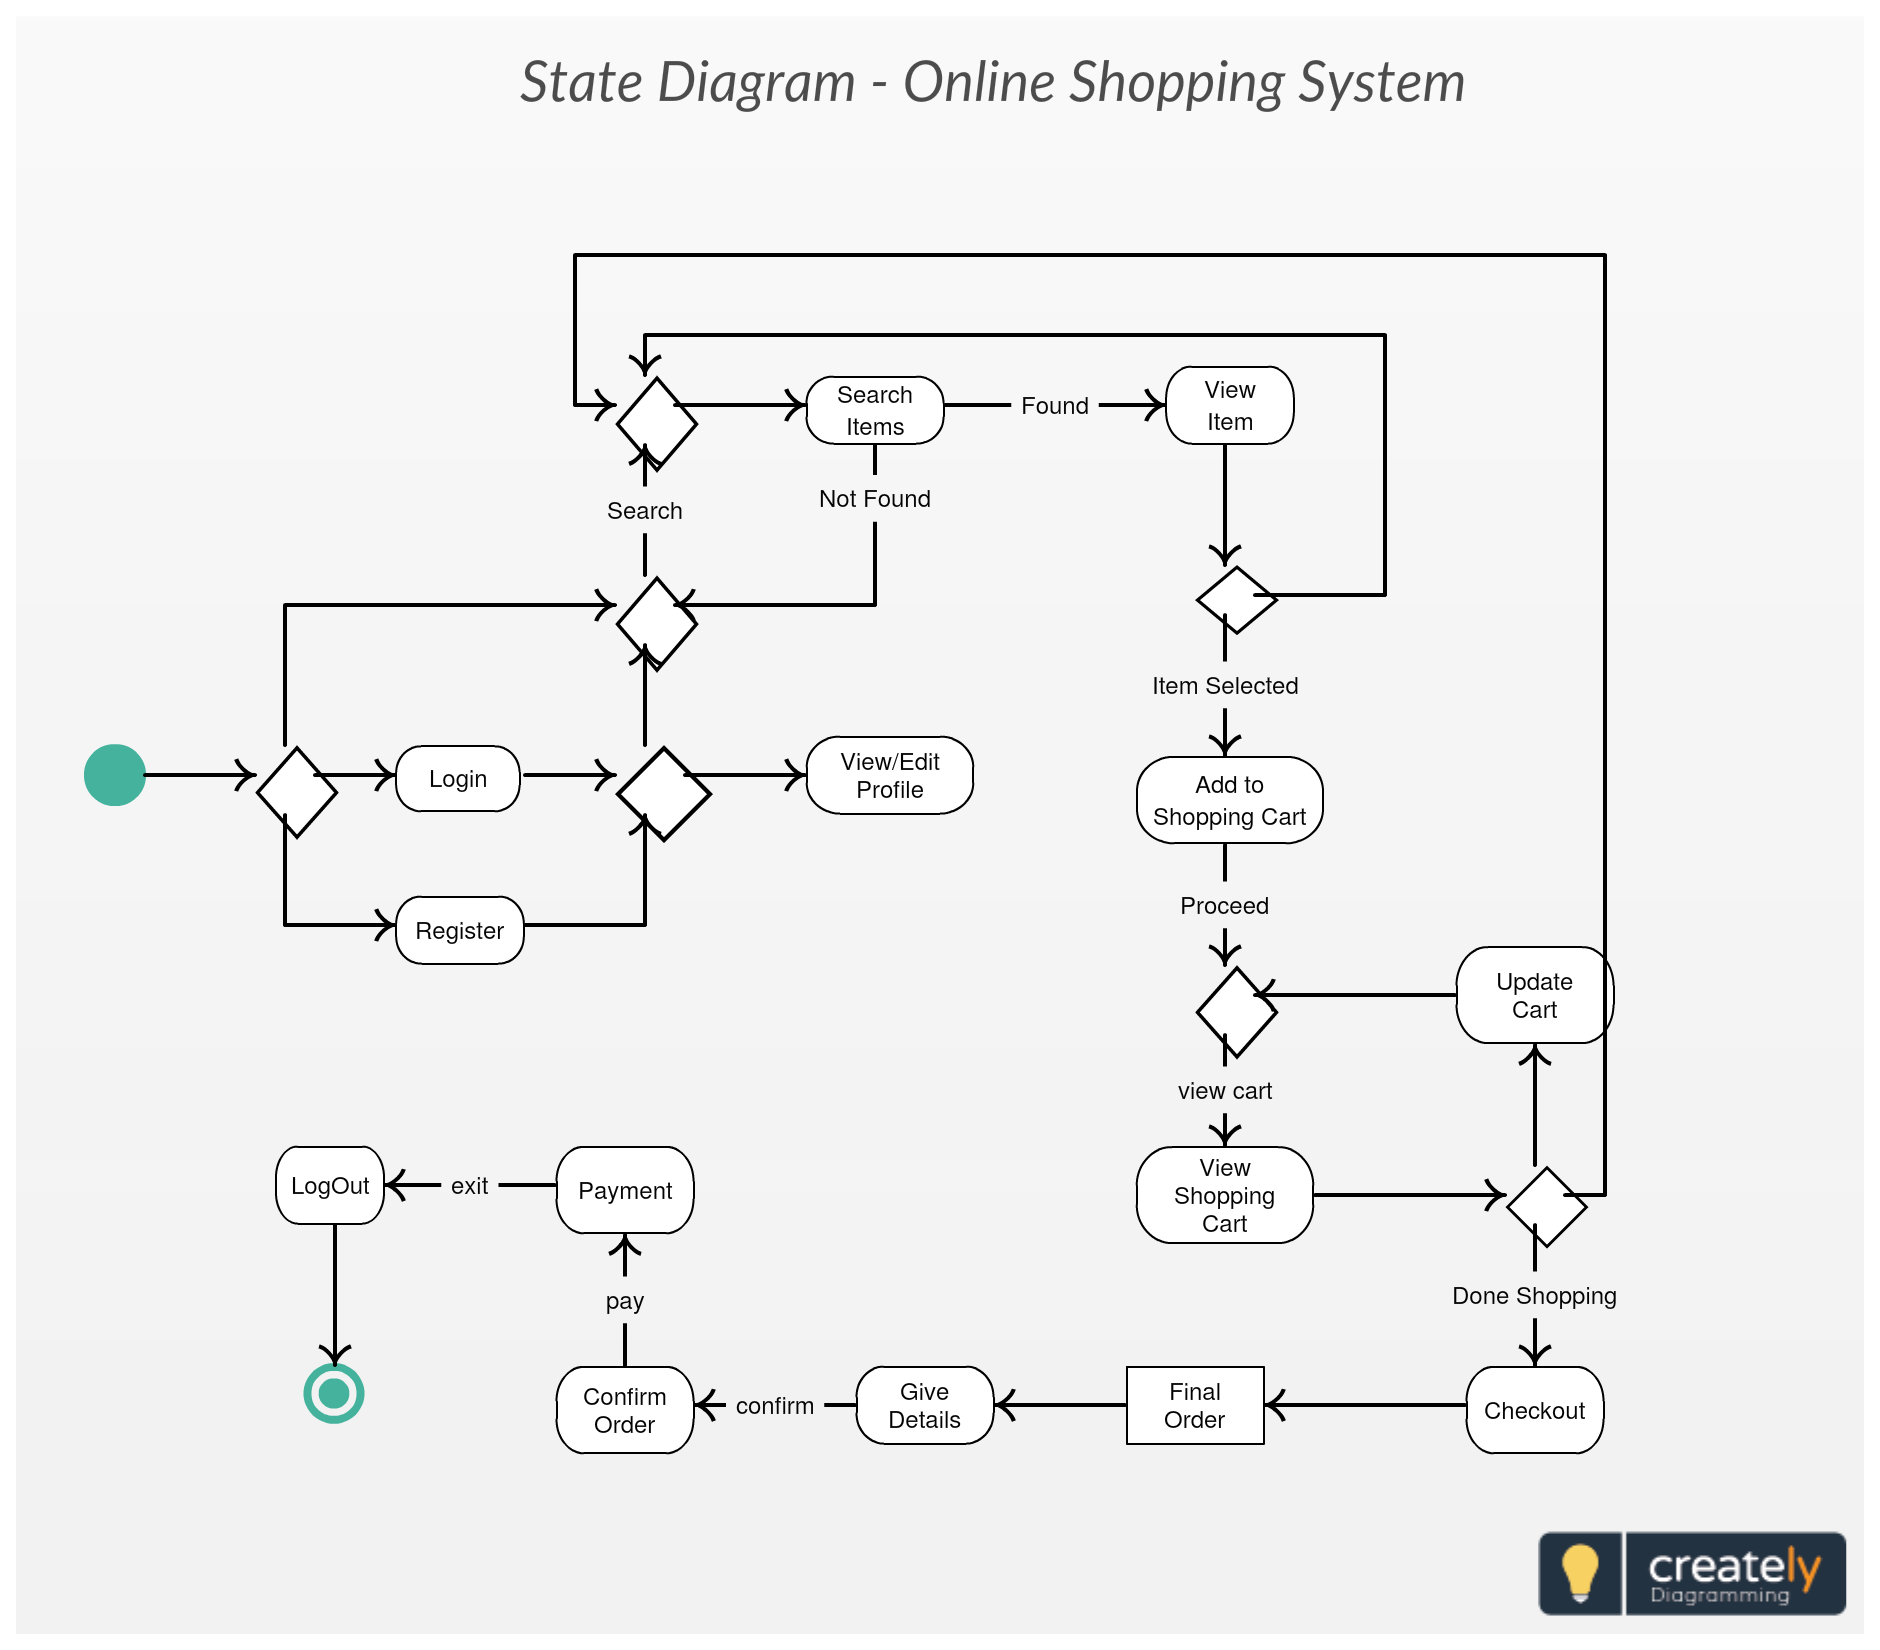 State Diagram - Online Shopping System
Search
Items
Found
View
Item
Search
Not Found
Item Selected
Login
View/Edit
Profile
Add to
Shopping Cart
Register
Proceed
Update
Cart
view cart
LogOut
exit
Payment
View
Shopping
Cart
pay
Done Shopping
Confirm
Order
confirm
Give
Details
Final
Order
Checkout
creately
Diagramming